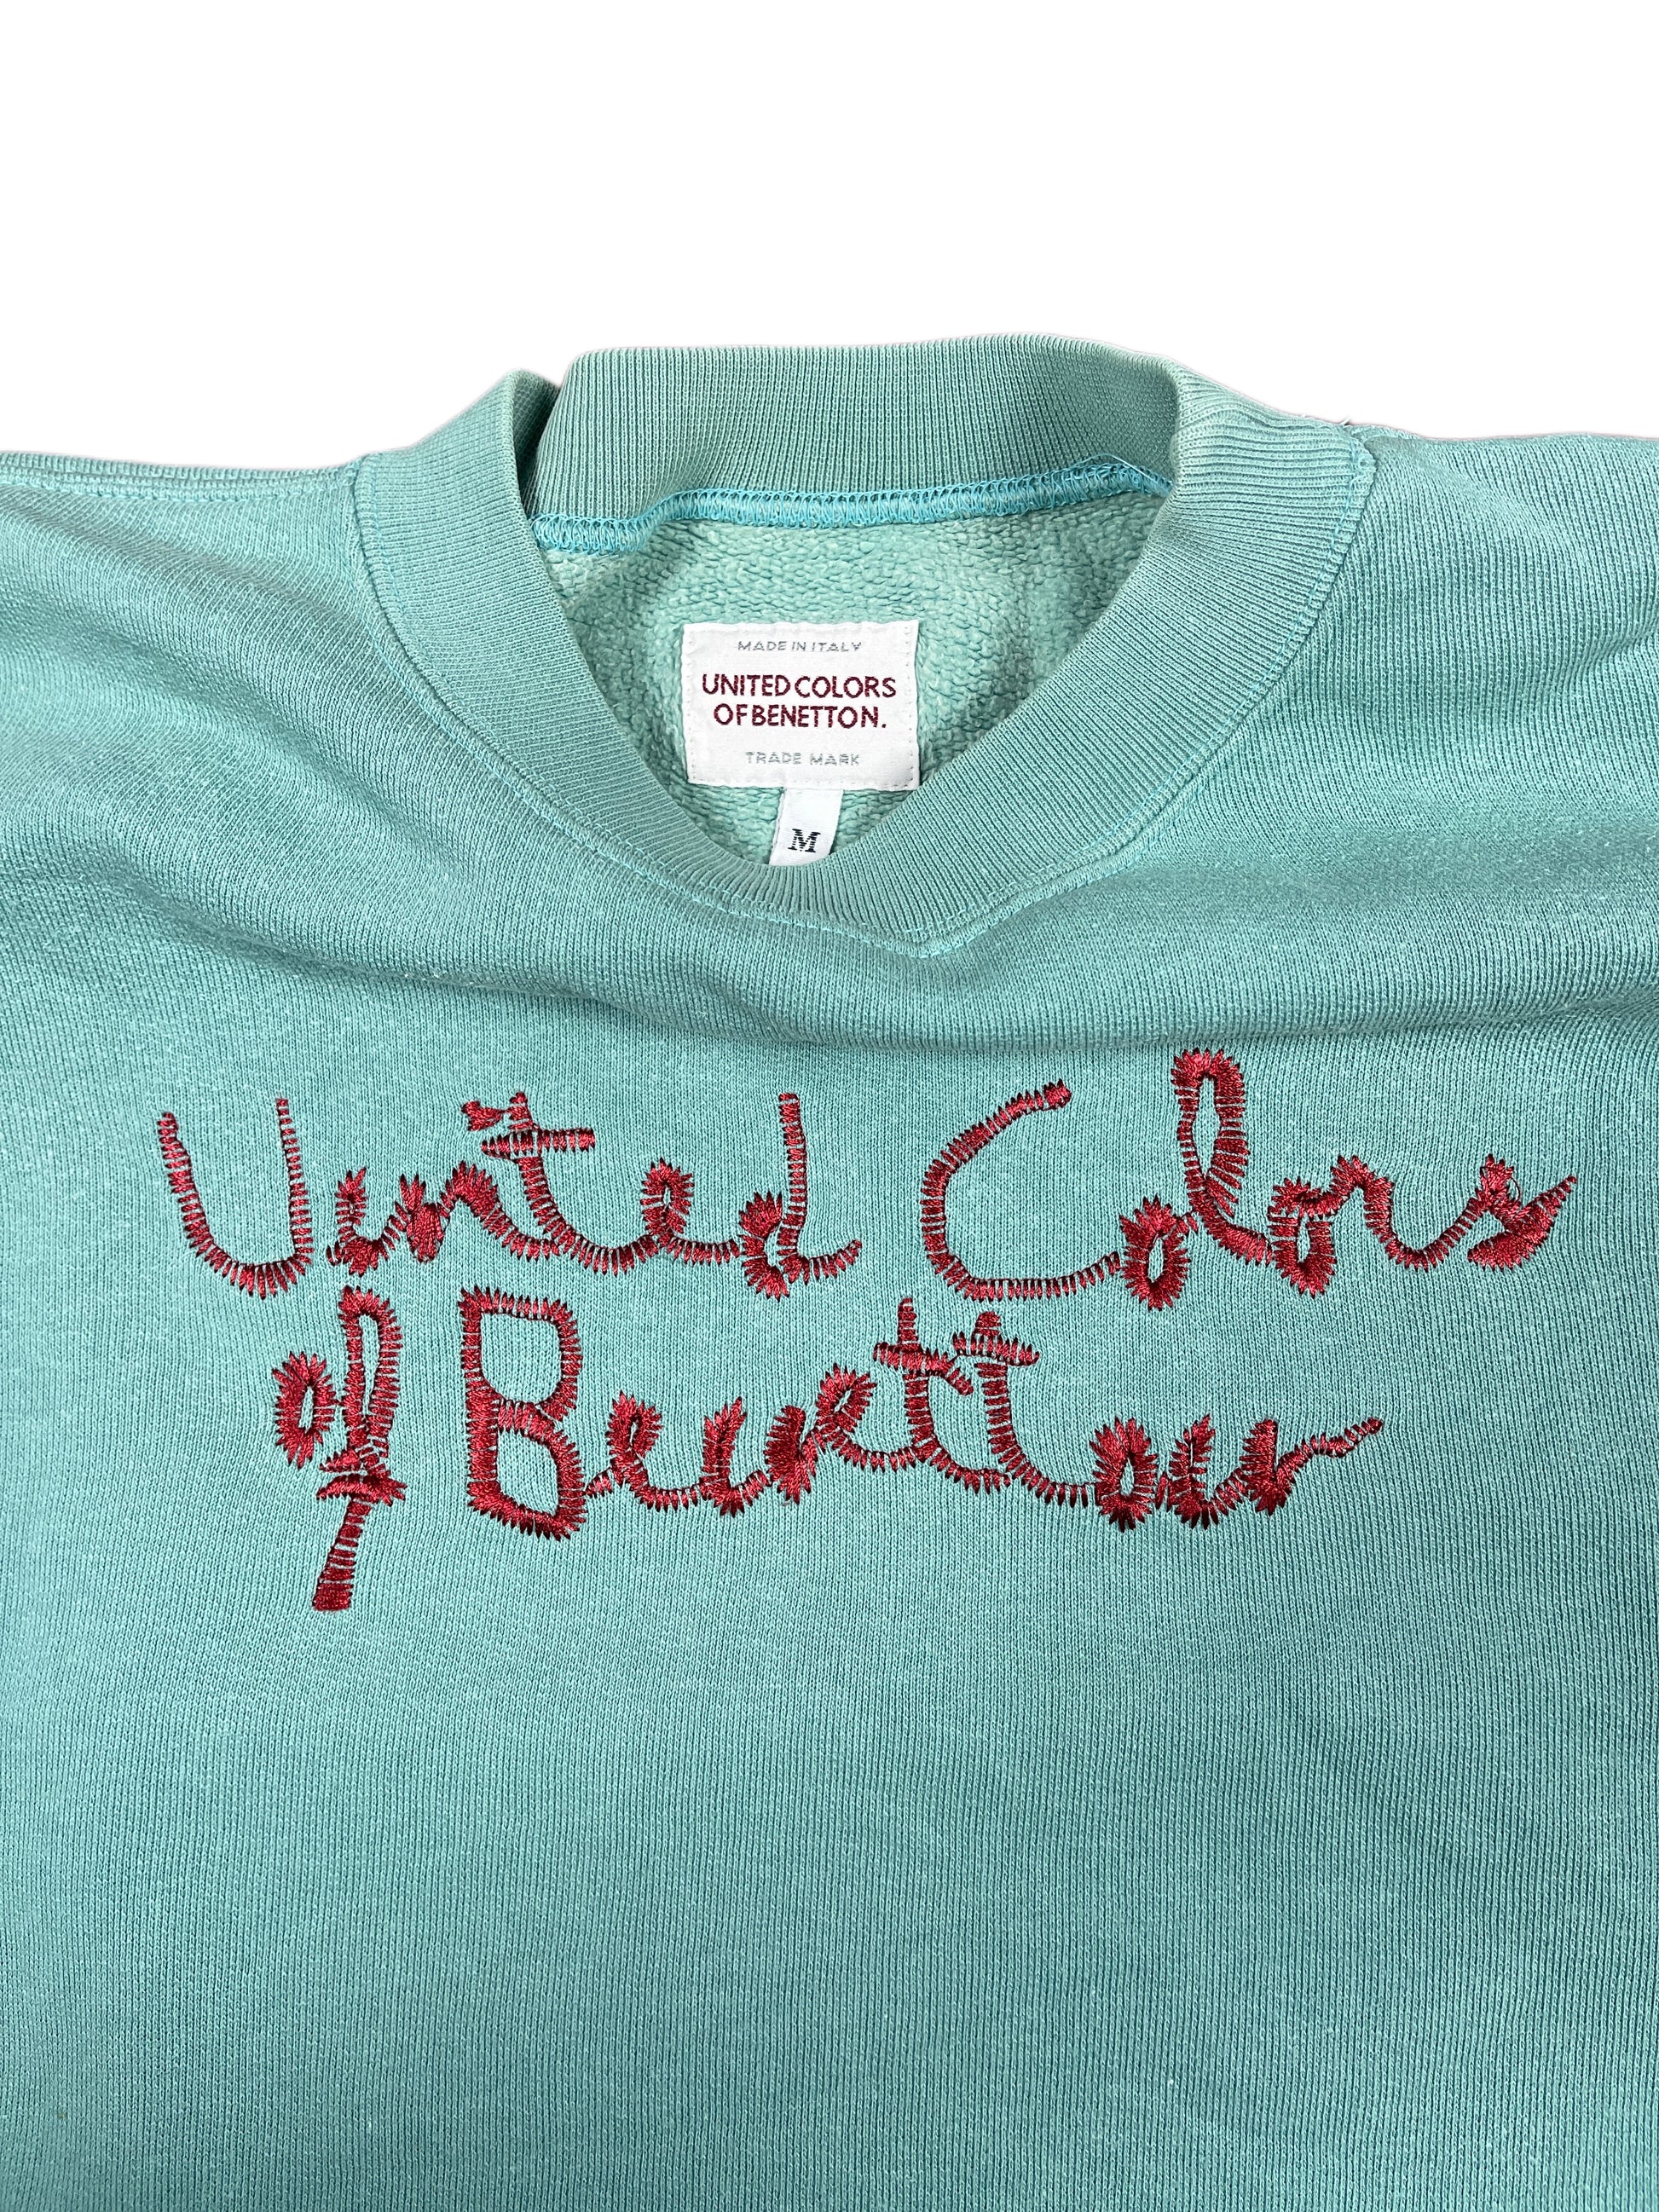 MADE IN ITALY
UNITED COLORS
OF BENETTON.
TRADE MARK
M
United Colors
of Benetton